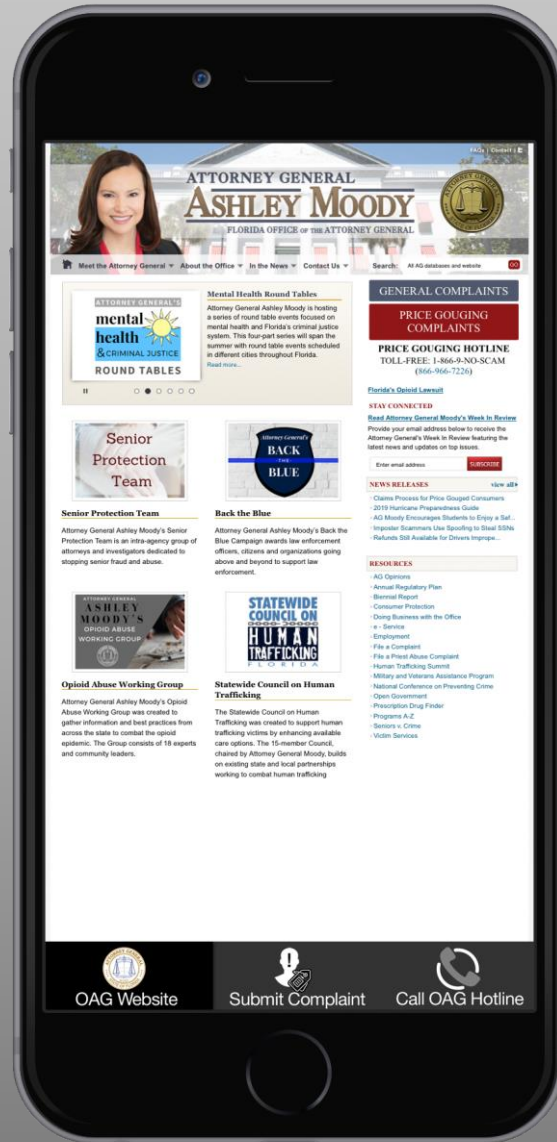 FAQs | Contact |
ATTORNEY GENERAL
ASHLEY MOODY
FLORIDA OFFICE OF THE ATTORNEY GENERAL
ATTORNEY GENERAL
Meet the Attorney General
About the Office
In the News
Contact Us
Search:
All AG databases and website
GO
ATTORNEY GENERAL'S
mental
health
& CRIMINAL JUSTICE
ROUND TABLES
Mental Health Round Tables
Attorney General Ashley Moody is hosting
a series of round table events focused on
mental health and Florida's criminal justice
system. This four-part series will span the
summer with round table events scheduled
in different cities throughout Florida.
Read more...
Senior
Protection
Team
Senior Protection Team
Attorney General Ashley Moody's Senior
Protection Team is an intra-agency group of
attorneys and investigators dedicated to
stopping senior fraud and abuse.
Attorney General's
BACK
THE
BLUE
Back the Blue
Attorney General Ashley Moody's Back the
Blue Campaign awards law enforcement
officers, citizens and organizations going
above and beyond to support law
enforcement.
ATTORNEY GENERAL
ASHLEY
MOODY'S
OPIOID ABUSE
WORKING GROUP
Opioid Abuse Working Group
Attorney General Ashley Moody's Opioid
Abuse Working Group was created to
gather information and best practices from
across the state to combat the opioid
epidemic. The Group consists of 18 experts
and community leaders.
STATEWIDE
COUNCIL ON
HUMAN
TRAFFICKING
FLORIDA
Statewide Council on Human
Trafficking
The Statewide Council on Human
Trafficking was created to support human
trafficking victims by enhancing available
care options. The 15-member Council,
chaired by Attorney General Moody, builds
on existing state and local partnerships
working to combat human trafficking
GENERAL COMPLAINTS
PRICE GOUGING
COMPLAINTS
PRICE GOUGING HOTLINE
TOLL-FREE: 1-866-9-NO-SCAM
(866-966-7226)
Florida's Opioid Lawsuit
STAY CONNECTED
Read Attorney General Moody's Week In Review
Provide your email address below to receive the
Attorney General's Week In Review featuring the
latest news and updates on top issues.
Enter email address
SUBSCRIBE
NEWS RELEASES
view all
Claims Process for Price Gouged Consumers
2019 Hurricane Preparedness Guide
AG Moody Encourages Students to Enjoy a Saf...
Imposter Scammers Use Spoofing to Steal SSNs
Refunds Still Available for Drivers Imprope...
RESOURCES
AG Opinions
Annual Regulatory Plan
Biennial Report
Consumer Protection
Doing Business with the Office
e - Service
Employment
File a Complaint
File a Priest Abuse Complaint
Human Trafficking Summit
Military and Veterans Assistance Program
National Conference on Preventing Crime
Open Government
Prescription Drug Finder
Programs A-Z
Seniors v. Crime
Victim Services
OAG Website
Submit Complaint
Call OAG Hotline